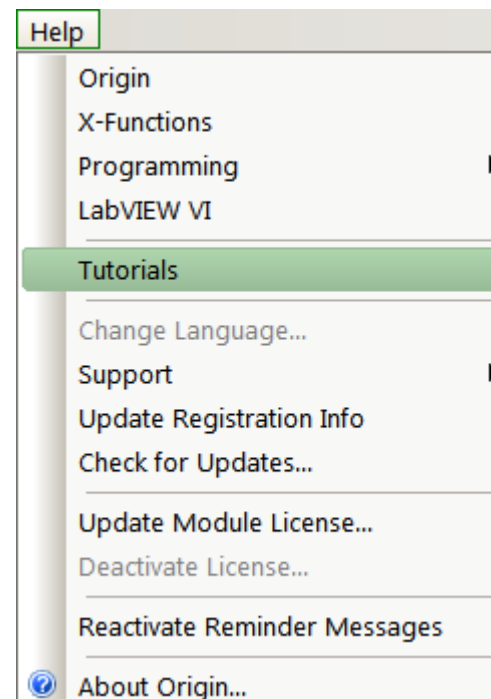 Help
Origin
X-Functions
Programming
LabVIEW VI
Tutorials
Change Language...
Support
Update Registration Info
Check for Updates...
Update Module License...
Deactivate License...
Reactivate Reminder Messages
About Origin...